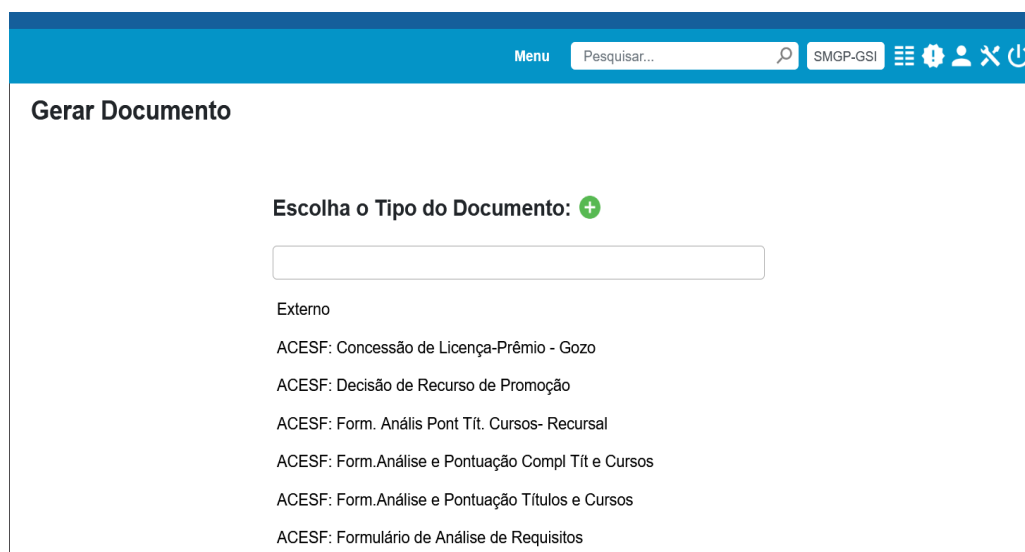 Menu
Pesquisar...
SMGP-GSI
Gerar Documento
Escolha o Tipo do Documento:
Externo
ACESF: Concessão de Licença-Prêmio - Gozo
ACESF: Decisão de Recurso de Promoção
ACESF: Form. Anális Pont Tít. Cursos- Recursal
ACESF: Form.Análise e Pontuação Compl Tít e Cursos
ACESF: Form.Análise e Pontuação Títulos e Cursos
ACESF: Formulário de Análise de Requisitos